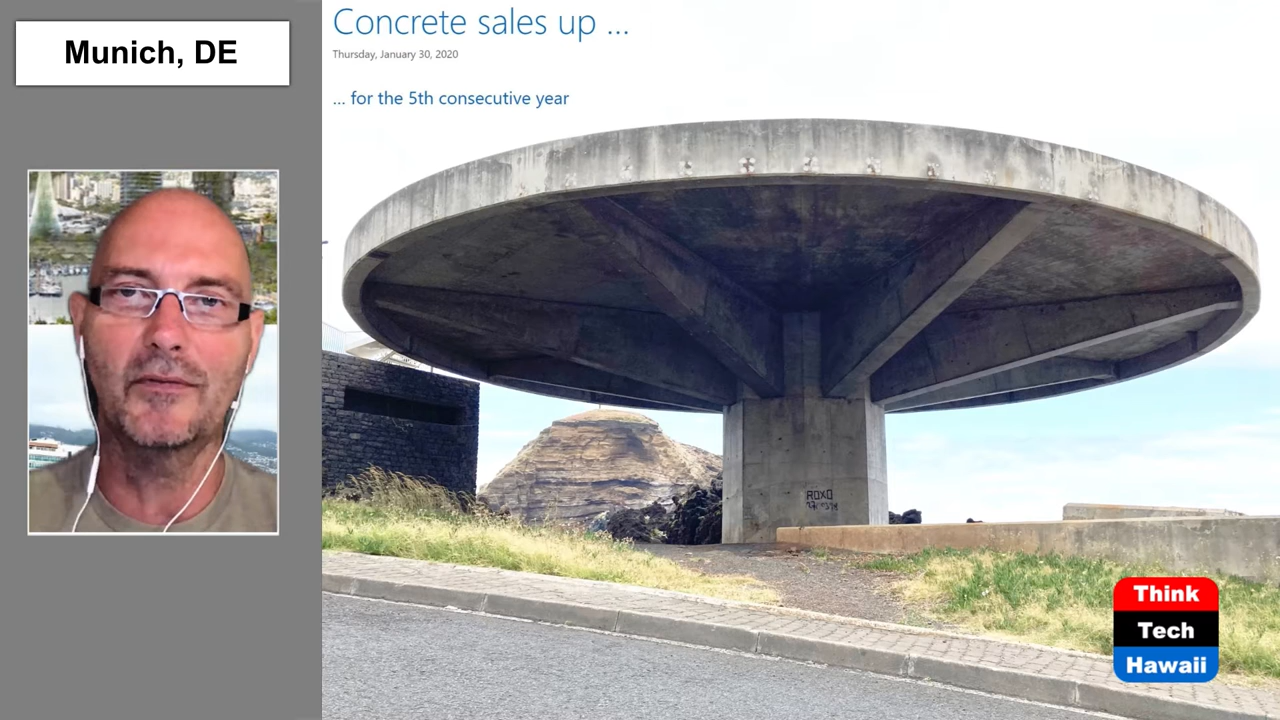 Munich, DE
Concrete sales up ...
Thursday, January 30, 2020
... for the 5th consecutive year
ROXO
Think
Tech
Hawaii